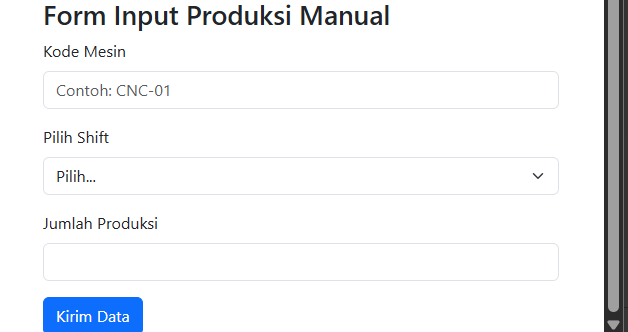 Form Input Produksi Manual
Kode Mesin
Contoh: CNC-01
Pilih Shift
Pilih...
Jumlah Produksi
Kirim Data